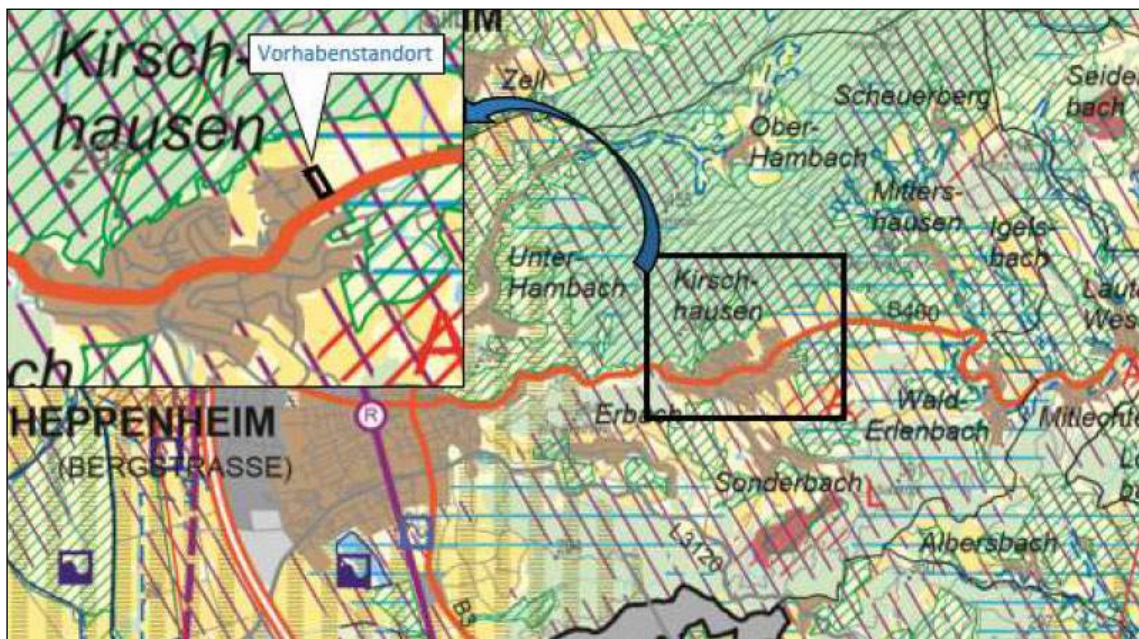 Kirsch-
hausen
Vorhabenstandort
Zell
Ober-
Hambach
Scheuerberg
bach
Mitters-
hausen
Igels-
bach
Unter-
Hambach
Kirsch-
hausen
B460
Wald-
Erlenbach
Erbach
Sonderbach
HEPPENHEIM
(BERGSTRASSE)
R
L3120
B3
Albersbach
L
A